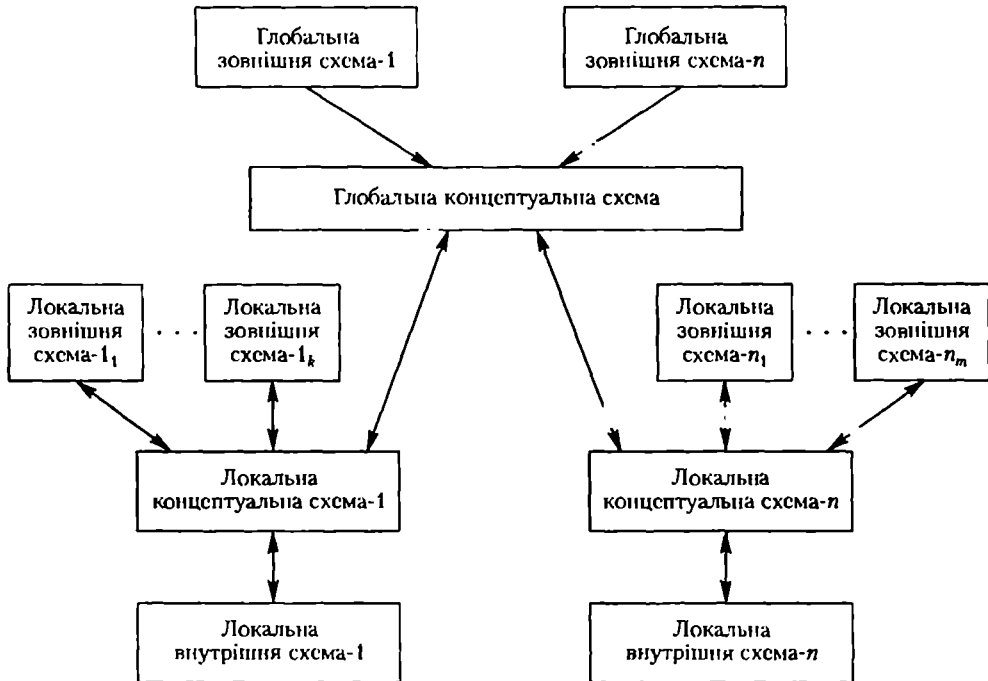 Глобальна
зовнішня схема-1
Глобальна
зовнішня схема-n
Глобальна концептуальна схема
Локальна
зовнішня
схема-1₁
. . .
Локальна
зовнішня
схема-1ₖ
Локальна
зовнішня
схема-n₁
. . .
Локальна
зовнішня
схема-nₘ
Локальна
концептуальна схема-1
Локальна
концептуальна схема-n
Локальна
внутрішня схема-1
Локальна
внутрішня схема-n